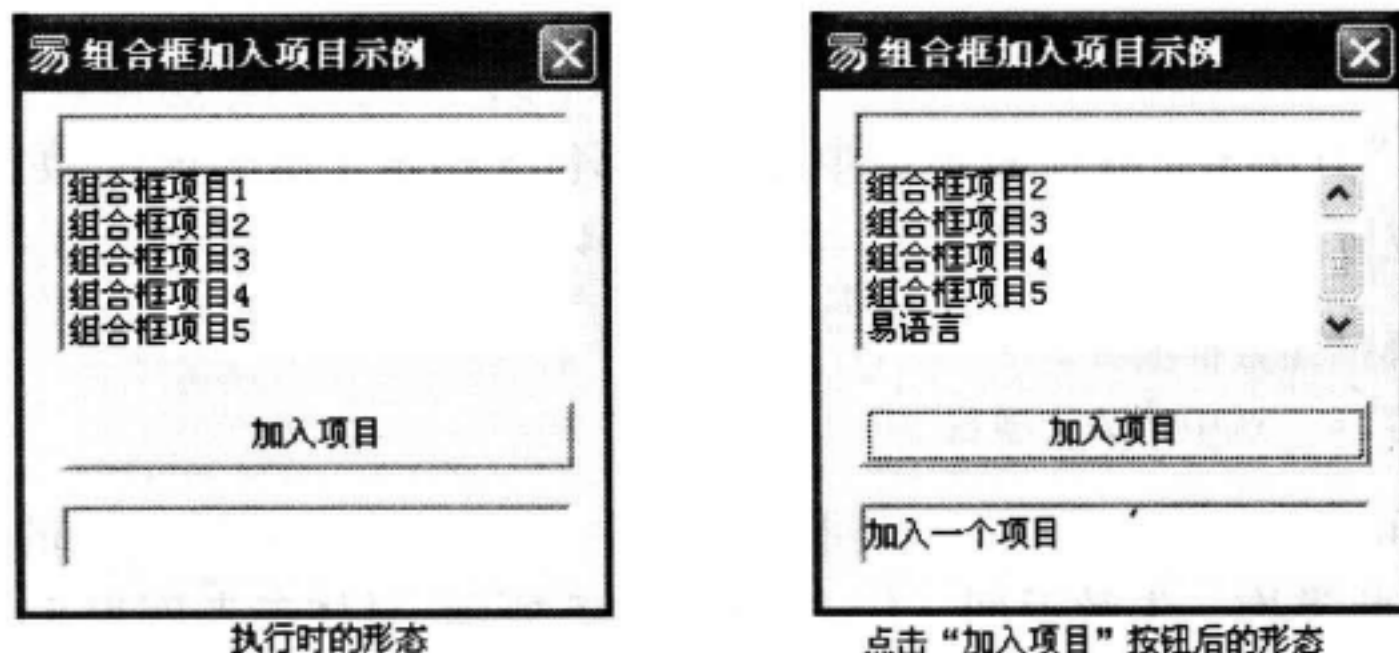 易 组合框加入项目示例
组合框项目1
组合框项目2
组合框项目3
组合框项目4
组合框项目5
加入项目
执行时的形态
易 组合框加入项目示例
组合框项目2
组合框项目3
组合框项目4
组合框项目5
易语言
加入项目
加入一个项目
点击“加入项目”按钮后的形态